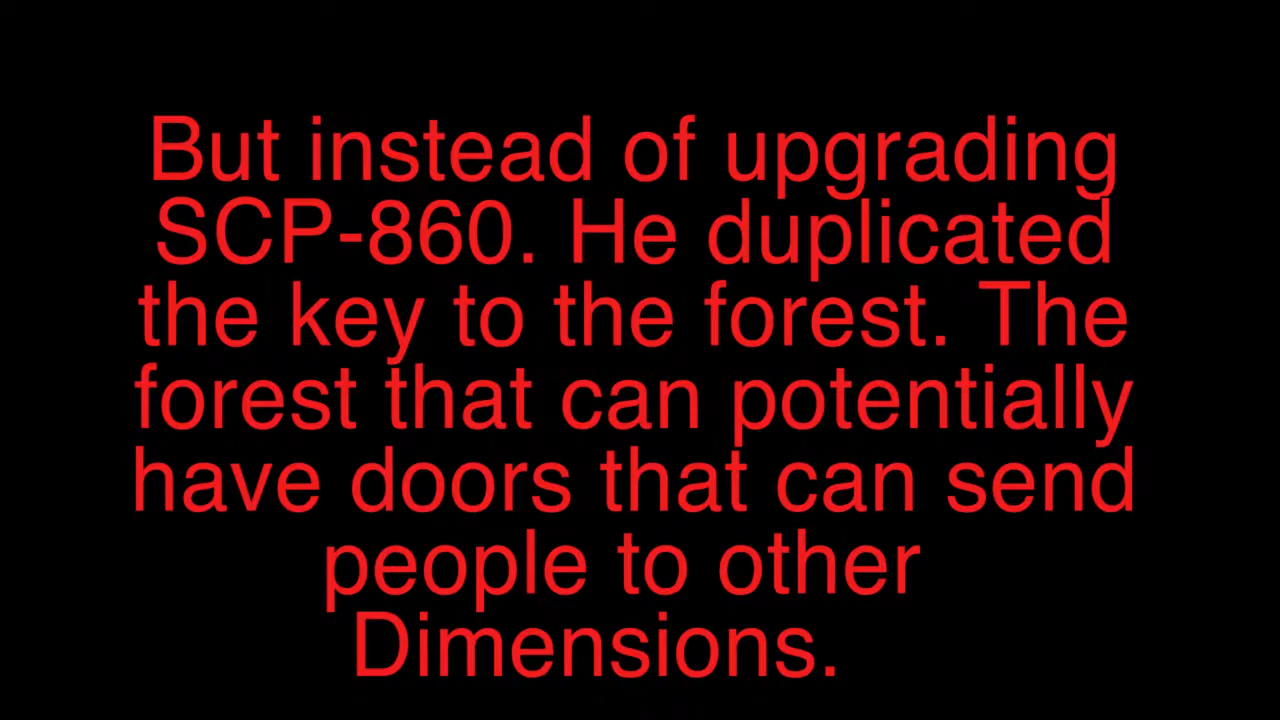 But instead of upgrading
SCP-860. He duplicated
the key to the forest. The
forest that can potentially
have doors that can send
people to other
Dimensions.